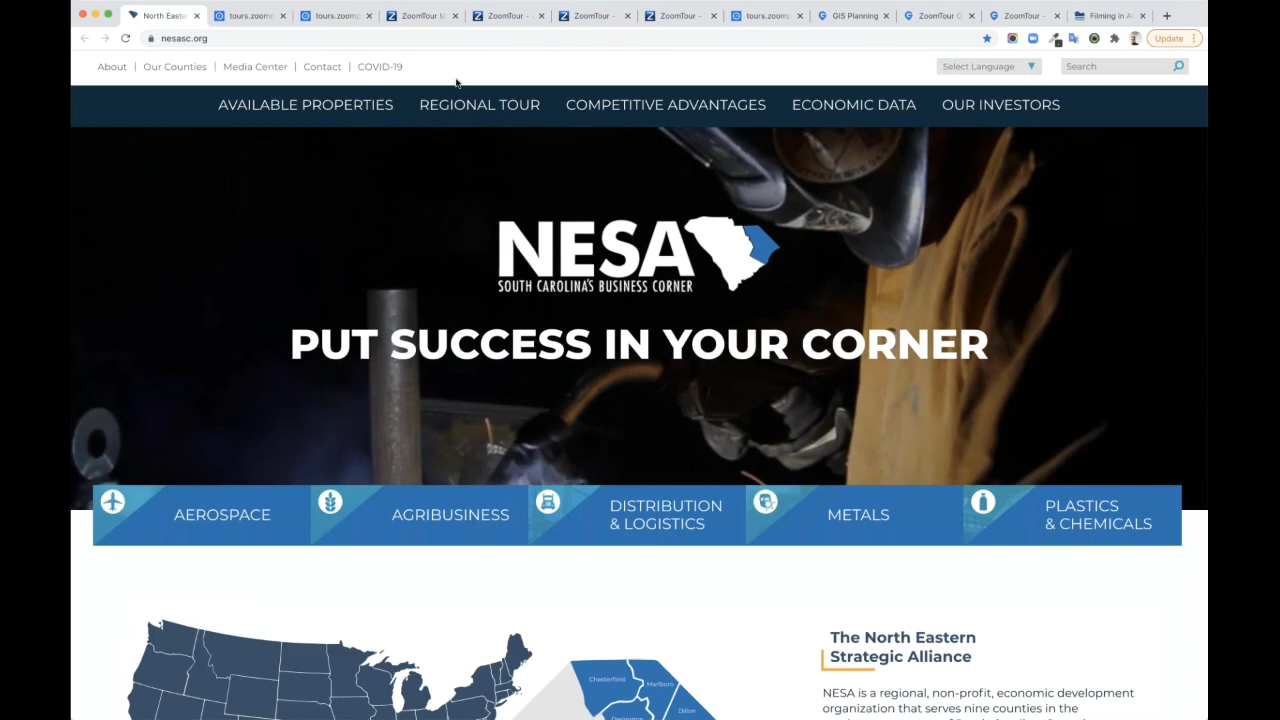 North Easte
tours.zoomp
tours.zoomp
ZoomTour M
ZoomTour -
ZoomTour -
ZoomTour -
tours.zoomp
GIS Planning
ZoomTour C
ZoomTour -
Filming in A
nesasc.org
Update
About | Our Counties | Media Center | Contact | COVID-19
Select Language
Search
AVAILABLE PROPERTIES
REGIONAL TOUR
COMPETITIVE ADVANTAGES
ECONOMIC DATA
OUR INVESTORS
NESA
SOUTH CAROLINA'S BUSINESS CORNER
PUT SUCCESS IN YOUR CORNER
AEROSPACE
AGRIBUSINESS
DISTRIBUTION
& LOGISTICS
METALS
PLASTICS
& CHEMICALS
The North Eastern
Strategic Alliance
NESA is a regional, non-profit, economic development
organization that serves nine counties in the
Chesterfield
Marlboro
Dillon
Darlington